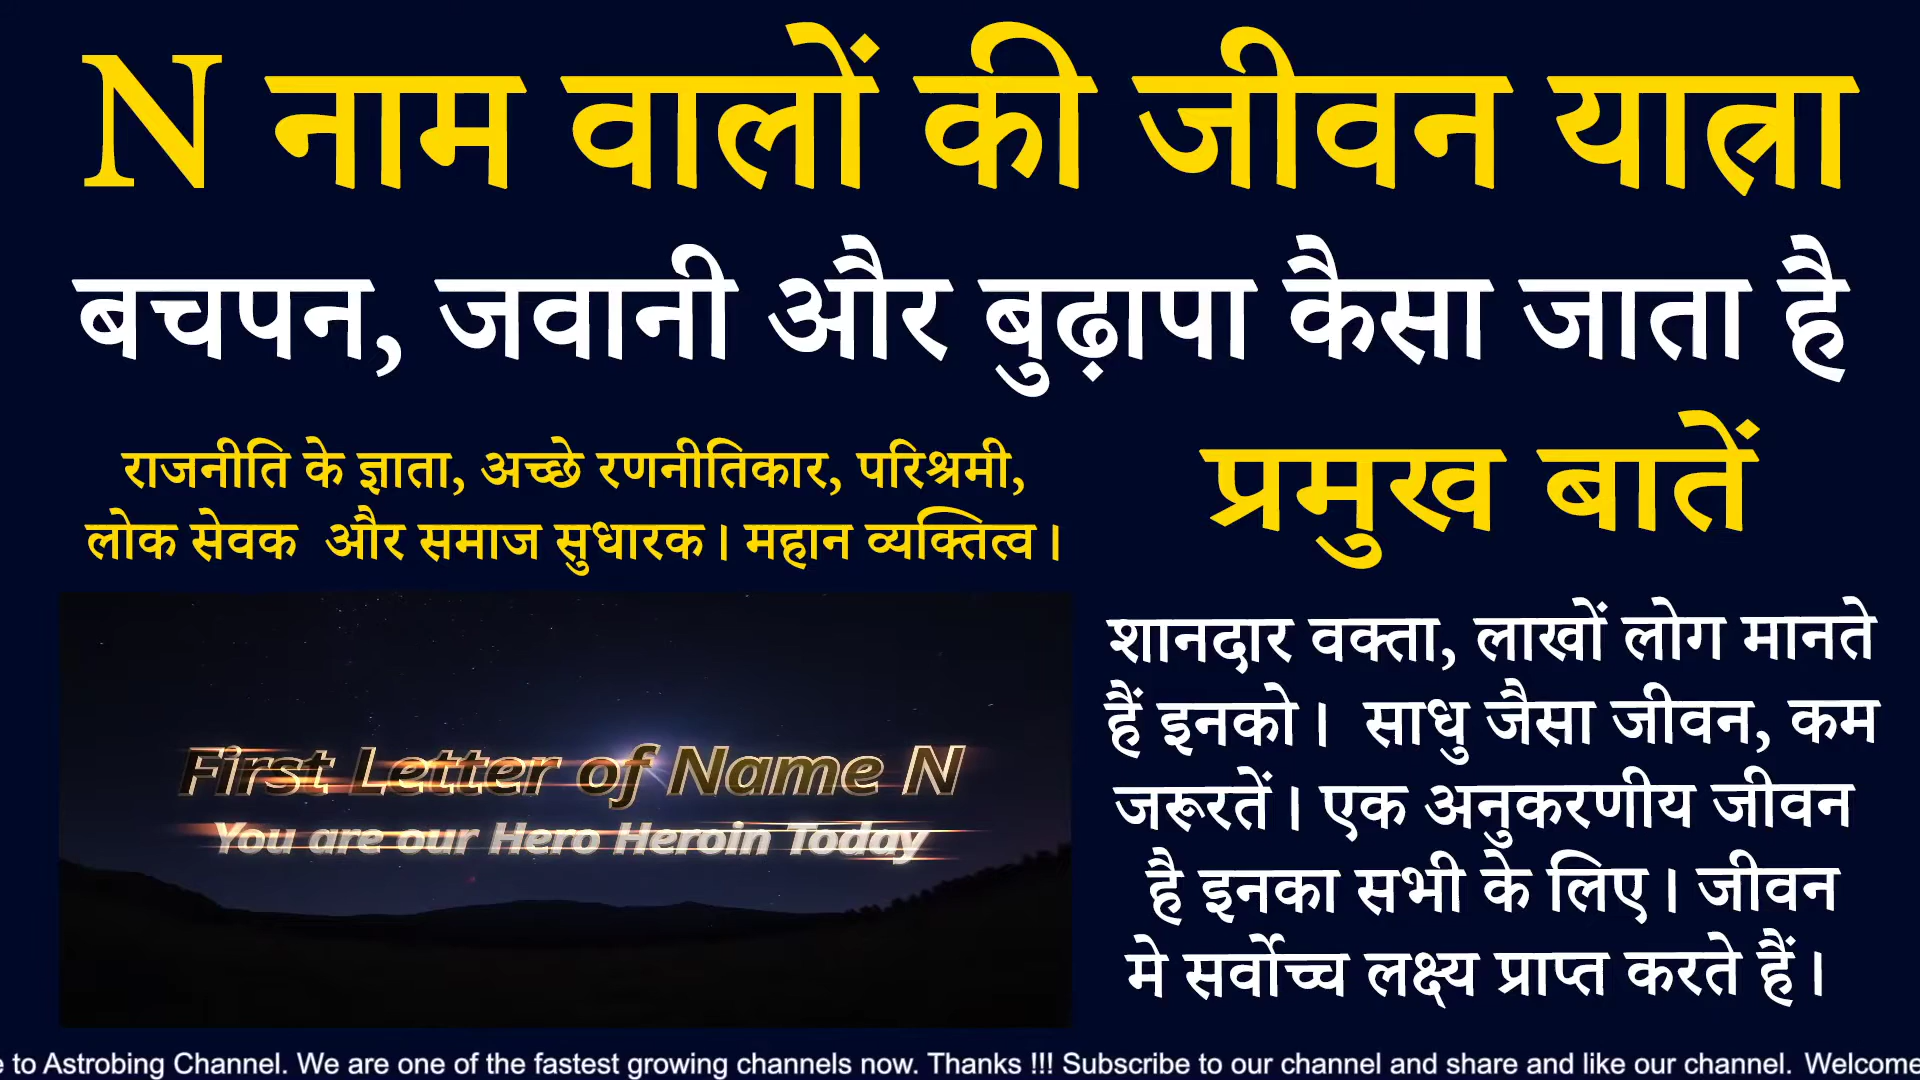 N नाम वालों की जीवन यात्रा
बचपन, जवानी और बुढ़ापा कैसा जाता है
राजनीति के ज्ञाता, अच्छे रणनीतिकार, परिश्रमी,
लोक सेवक और समाज सुधारक। महान व्यक्तित्व।
प्रमुख बातें
First Letter of Name N
You are our Hero Heroin Today
शानदार वक्ता, लाखों लोग मानते
हैं इनको। साधु जैसा जीवन, कम
जरूरतें। एक अनुकरणीय जीवन
है इनका सभी के लिए। जीवन
मे सर्वोच्च लक्ष्य प्राप्त करते हैं।
e to Astrobing Channel. We are one of the fastest growing channels now. Thanks !!! Subscribe to our channel and share and like our channel. Welcome